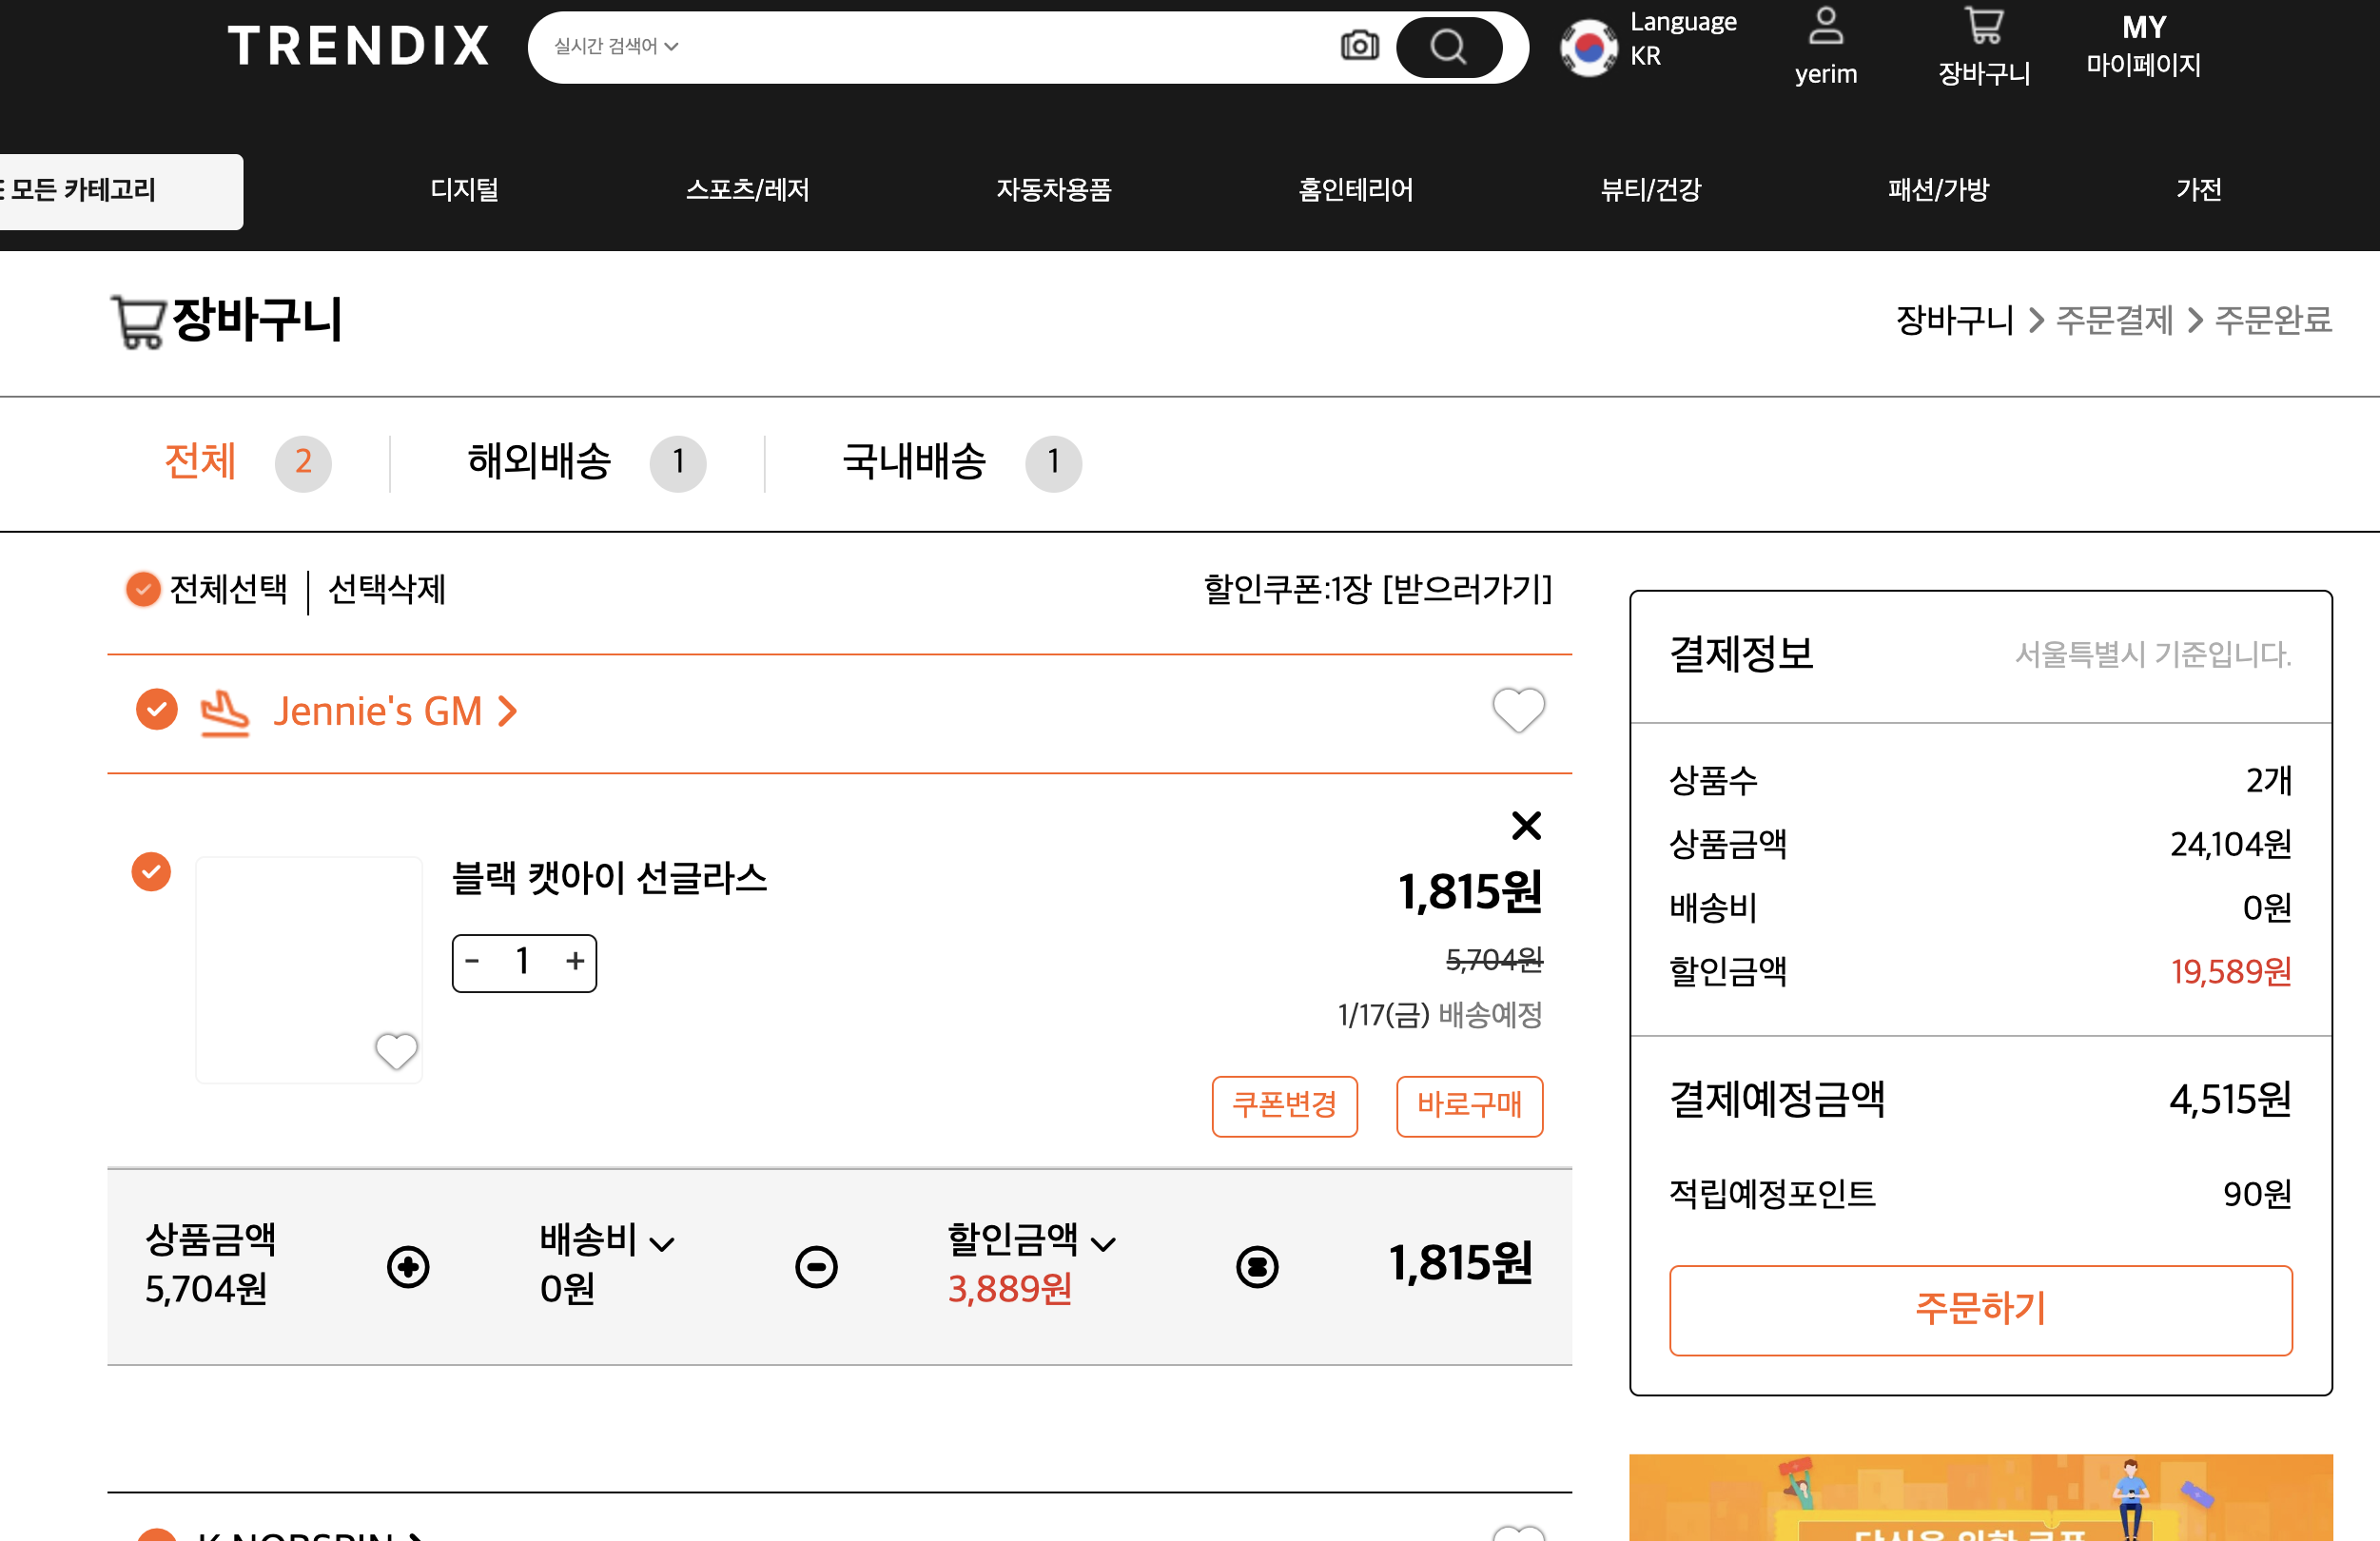 TRENDIX
실시간 검색어
Language
KR
yerim
장바구니
MY
마이페이지
모든 카테고리
디지털
스포츠/레저
자동차용품
홈인테리어
뷰티/건강
패션/가방
가전
장바구니
장바구니 > 주문결제 > 주문완료
전체 2
해외배송 1
국내배송 1
전체선택 | 선택삭제
할인쿠폰:1장 [받으러가기]
Jennie's GM >
블랙 캣아이 선글라스
- 1 +
1,815원
5,704원
1/17(금) 배송예정
쿠폰변경
바로구매
상품금액
5,704원
배송비
0원
할인금액
3,889원
1,815원
결제정보
서울특별시 기준입니다.
상품수 2개
상품금액 24,104원
배송비 0원
할인금액 19,589원
결제예정금액 4,515원
적립예정포인트 90원
주문하기
당신을 위한 쿠폰